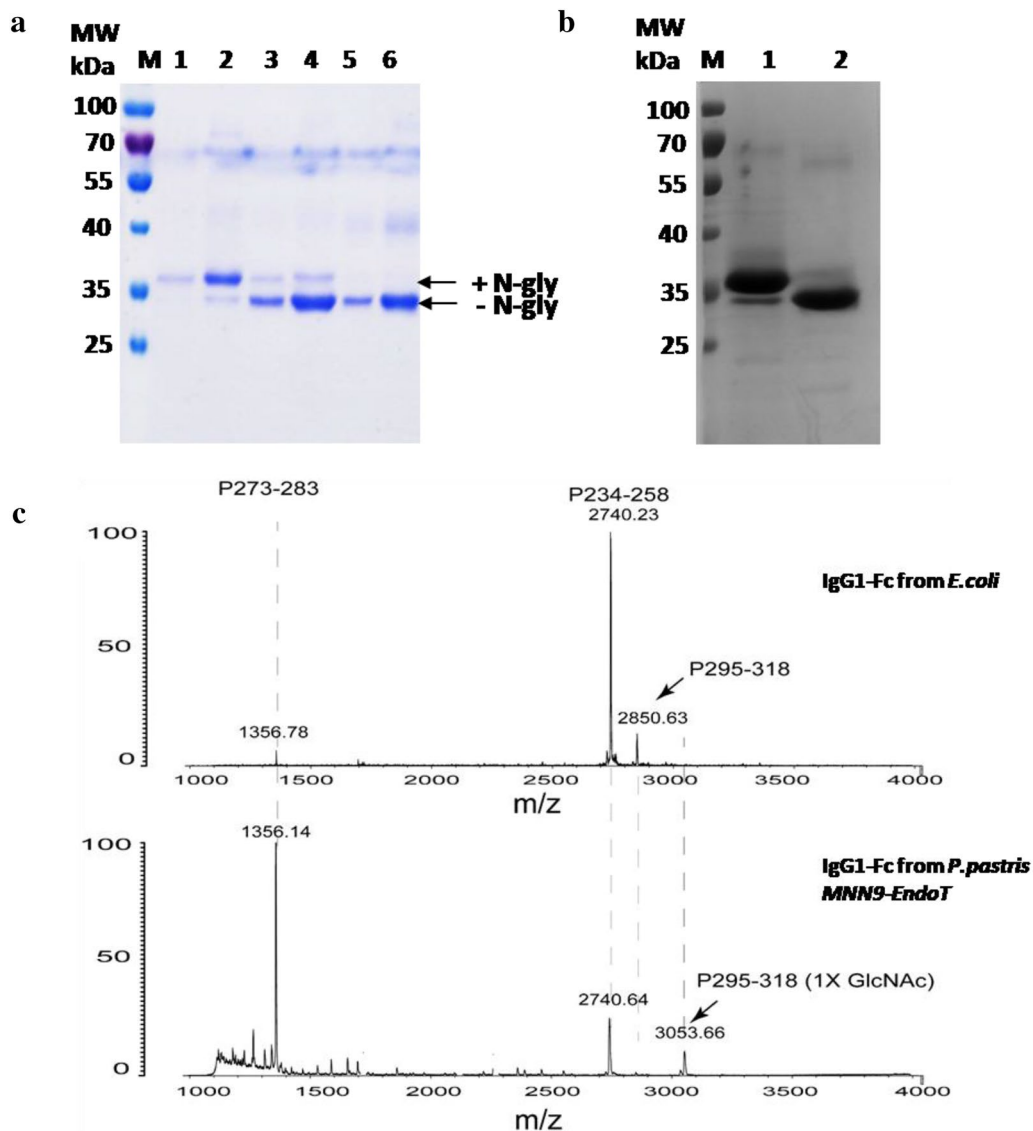 a
MW
kDa M 1 2 3 4 5 6
100
70
55
40
35
25
+ N-gly
- N-gly
b
MW
kDa M 1 2
100
70
55
40
35
25
c
P273-283
P234-258
2740.23
100
50
0
IgG1-Fc from E.coli
P295-318
2850.63
1356.78
1000 1500 2000 2500 3000 3500 4000
m/z
1356.14
100
50
0
IgG1-Fc from P.pastris
MNN9-EndoT
P295-318 (1X GlcNAc)
2740.64
3053.66
1000 1500 2000 2500 3000 3500 4000
m/z